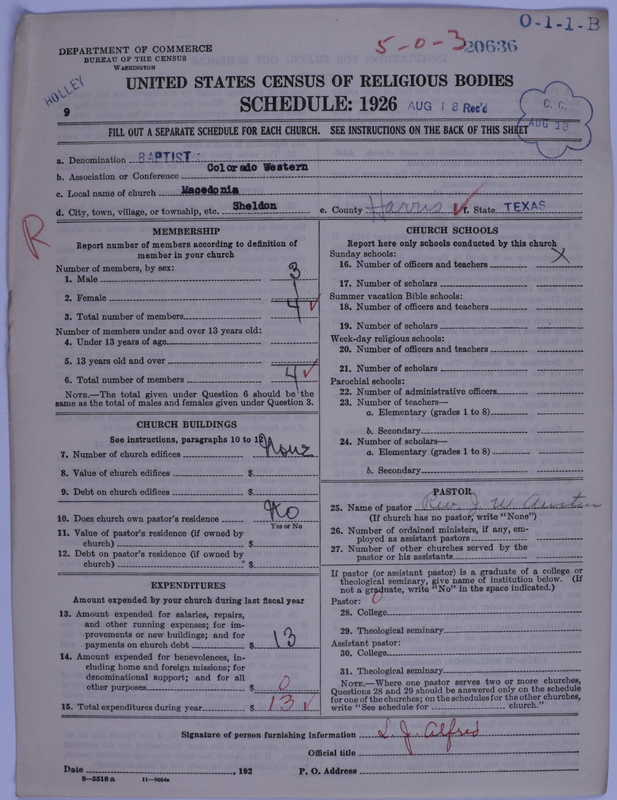 O-1-1-B
DEPARTMENT OF COMMERCE
BUREAU OF THE CENSUS
WASHINGTON
5-0-3 20636
HOLLEY
9
UNITED STATES CENSUS OF RELIGIOUS BODIES
SCHEDULE: 1926 AUG 18 Rec'd
C. C.
AUG 18
FILL OUT A SEPARATE SCHEDULE FOR EACH CHURCH. SEE INSTRUCTIONS ON THE BACK OF THIS SHEET
a. Denomination BAPTIST
b. Association or Conference Colorado Western
c. Local name of church Macedonia
d. City, town, village, or township, etc. Sheldon e. County Harris f. State TEXAS
R
MEMBERSHIP
Report number of members according to definition of
member in your church
Number of members, by sex:
1. Male 3
2. Female 1
3. Total number of members 4
Number of members under and over 13 years old:
4. Under 13 years of age
5. 13 years old and over
6. Total number of members 4
NOTE.—The total given under Question 6 should be the
same as the total of males and females given under Question 3.
CHURCH BUILDINGS
See instructions, paragraphs 10 to 12
7. Number of church edifices None
8. Value of church edifices $
9. Debt on church edifices $
10. Does church own pastor's residence No
Yes or No
11. Value of pastor's residence (if owned by
church) $
12. Debt on pastor's residence (if owned by
church) $
EXPENDITURES
Amount expended by your church during last fiscal year
13. Amount expended for salaries, repairs,
and other running expenses; for im-
provements or new buildings; and for
payments on church debt $ 13
14. Amount expended for benevolences, in-
cluding home and foreign missions; for
denominational support; and for all
other purposes $ 0
15. Total expenditures during year $ 13
CHURCH SCHOOLS
Report here only schools conducted by this church
Sunday schools:
16. Number of officers and teachers X
17. Number of scholars
Summer vacation Bible schools:
18. Number of officers and teachers
19. Number of scholars
Week-day religious schools:
20. Number of officers and teachers
21. Number of scholars
Parochial schools:
22. Number of administrative officers
23. Number of teachers—
a. Elementary (grades 1 to 8)
b. Secondary
24. Number of scholars—
a. Elementary (grades 1 to 8)
b. Secondary
PASTOR
25. Name of pastor Rev. J. W. Austin
(If church has no pastor, write "None")
26. Number of ordained ministers, if any, em-
ployed as assistant pastors
27. Number of other churches served by the
pastor or his assistants
If pastor (or assistant pastor) is a graduate of a college or
theological seminary, give name of institution below. (If
not a graduate, write "No" in the space indicated.)
Pastor:
28. College
29. Theological seminary
Assistant pastor:
30. College
31. Theological seminary
NOTE.—Where one pastor serves two or more churches,
Questions 28 and 29 should be answered only on the schedule
for one of the churches; on the schedules for the other churches,
write "See schedule for church."
Signature of person furnishing information L. J. Alfred
Official title
Date , 192 P. O. Address
8-5518 a